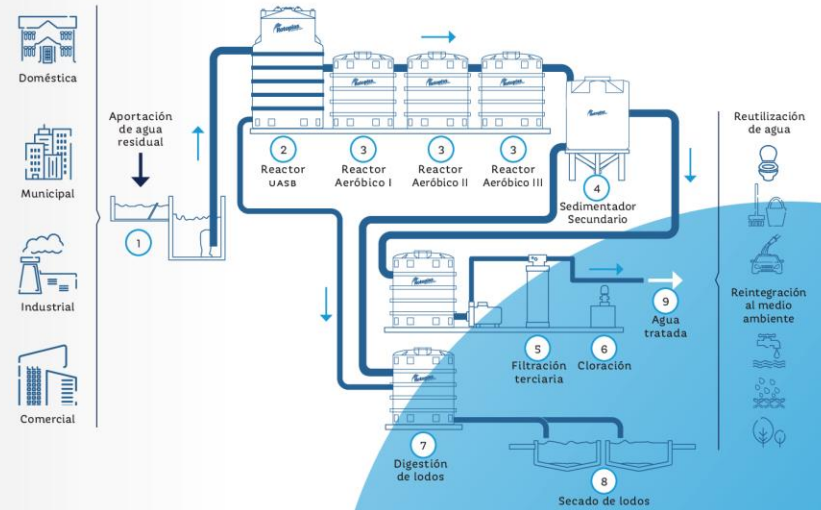 Doméstica
Municipal
Industrial
Comercial
Aportación
de agua
residual
1
2
Reactor
UASB
3
Reactor
Aeróbico I
3
Reactor
Aeróbico II
3
Reactor
Aeróbico III
4
Sedimentador
Secundario
5
Filtración
terciaria
6
Cloración
7
Digestión
de lodos
8
Secado de lodos
9
Agua
tratada
Reutilización
de agua
Reintegración
al medio
ambiente